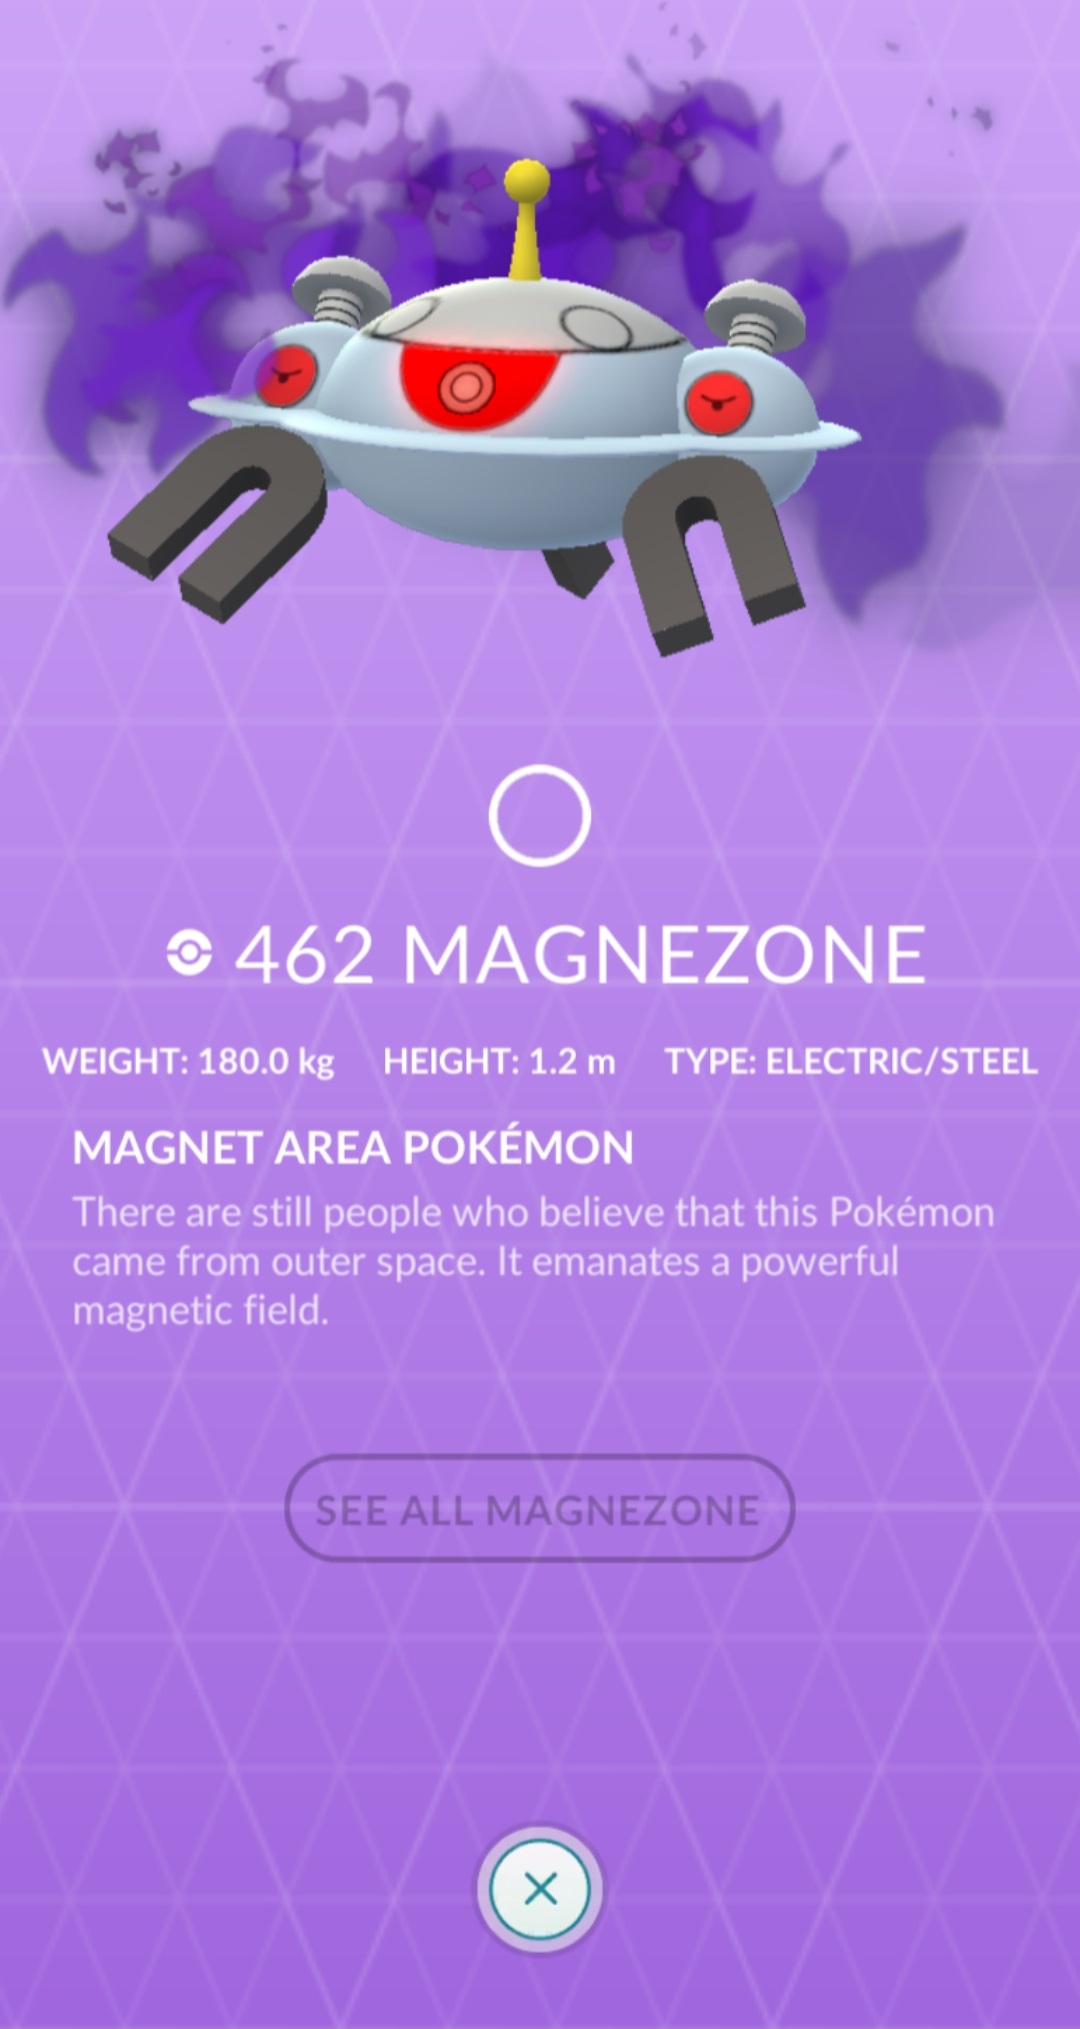 462 MAGNEZONE
WEIGHT: 180.0 kg HEIGHT: 1.2 m TYPE: ELECTRIC/STEEL
MAGNET AREA POKÉMON
There are still people who believe that this Pokémon
came from outer space. It emanates a powerful
magnetic field.
SEE ALL MAGNEZONE